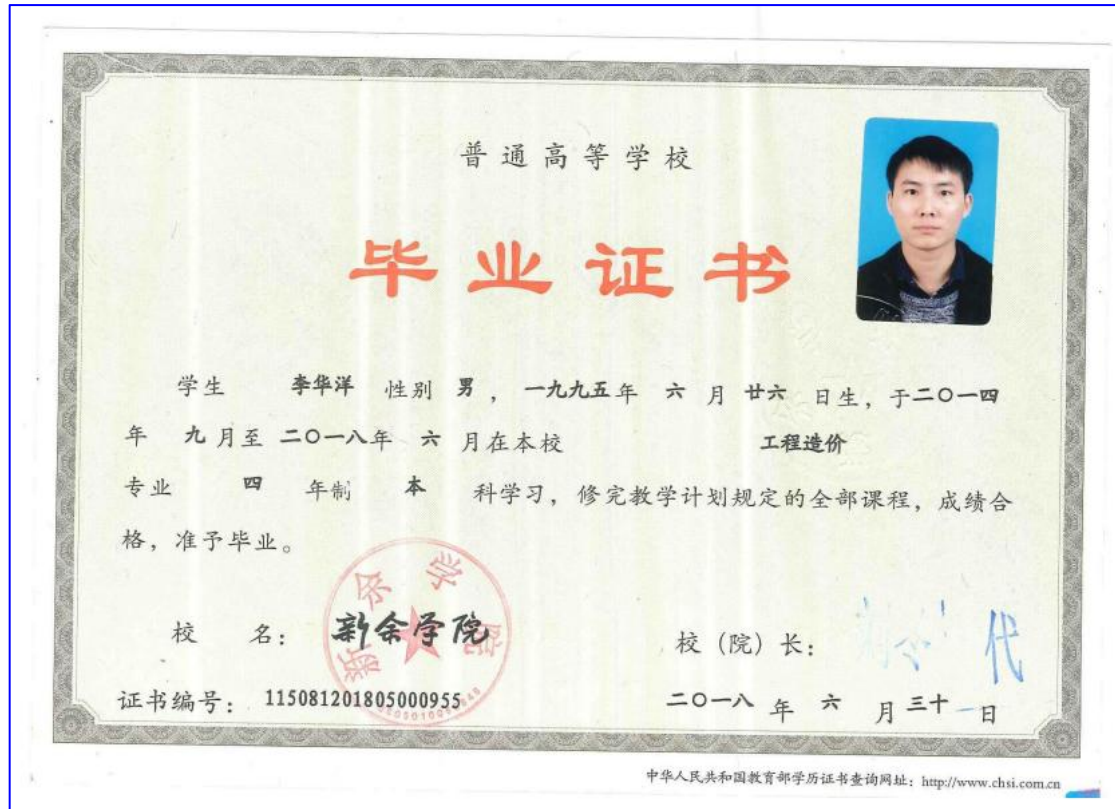 普通高等学校
毕业证书
学生 李华洋 性别 男，一九九五年 六 月 廿六 日生，于二〇一四
年 九月至 二〇一八年 六 月在本校 工程造价
专业 四 年制 本 科学习，修完教学计划规定的全部课程，成绩合
格，准予毕业。
新余学院
校 名：新余学院 校（院）长：
代
证书编号：115081201805000955 二〇一八 年 六 月 三十 日
中华人民共和国教育部学历证书查询网址：http://www.chsi.com.cn